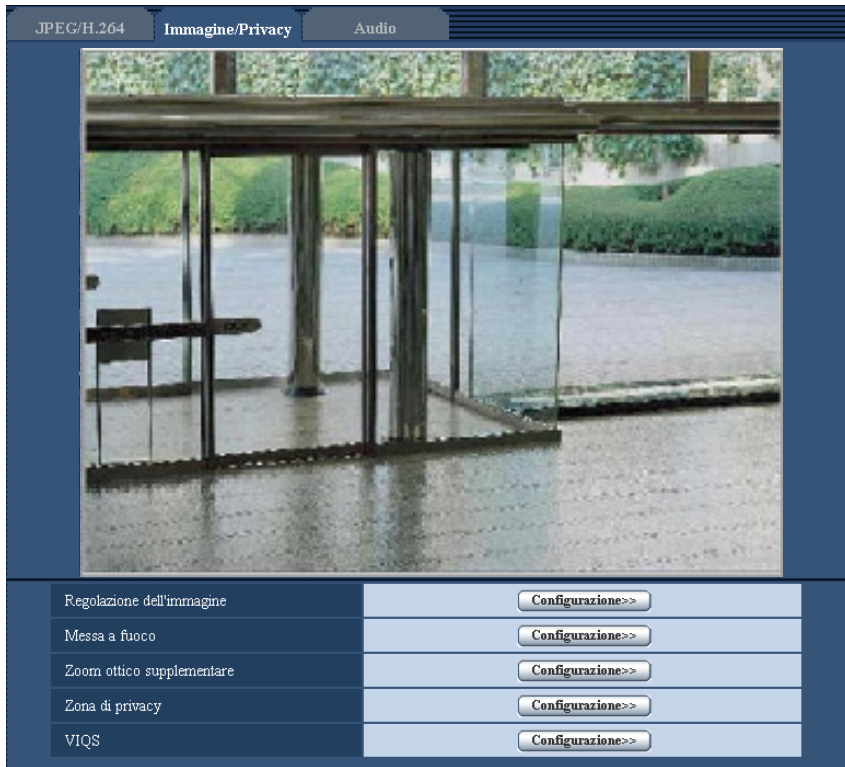 JPEG/H.264 Immagine/Privacy Audio
Regolazione dell'immagine Configurazione>>
Messa a fuoco Configurazione>>
Zoom ottico supplementare Configurazione>>
Zona di privacy Configurazione>>
VIQS Configurazione>>